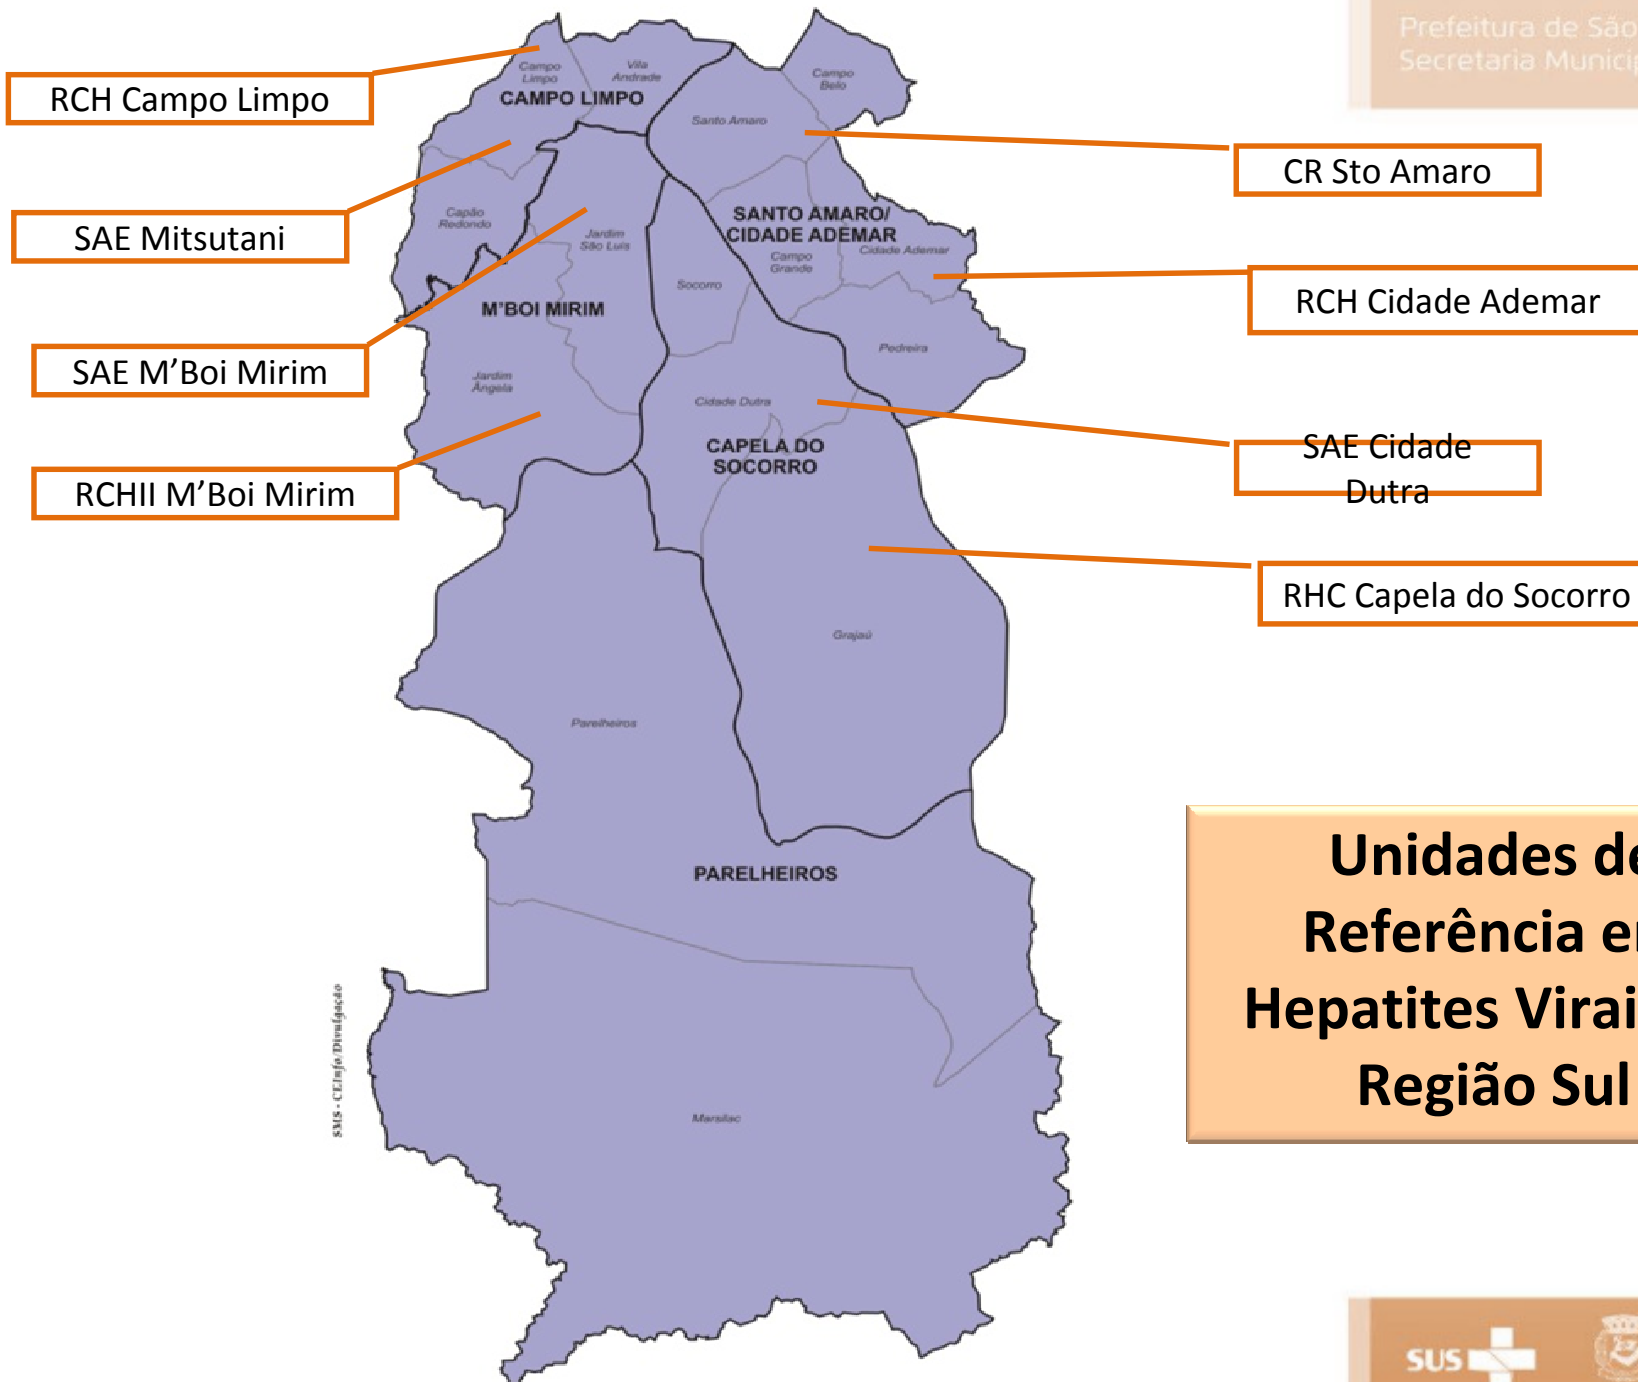 Prefeitura de São
Secretaria Municip
RCH Campo Limpo
SAE Mitsutani
SAE M'Boi Mirim
RCHII M'Boi Mirim
CR Sto Amaro
RCH Cidade Ademar
SAE Cidade
Dutra
RHC Capela do Socorro
Campo
Limpo
Vila
Andrade
CAMPO LIMPO
Campo
Belo
Santo Amaro
Capão
Redondo
Jardim
São Luis
SANTO AMARO/
CIDADE ADEMAR
Cidade Ademar
Campo
Grande
Socorro
M'BOI MIRIM
Pedreira
Jardim
Ângela
Cidade Dutra
CAPELA DO
SOCORRO
Grajaú
Parelheiros
PARELHEIROS
Marsilac
SMS - CEInfo/Divulgação
Unidades de
Referência em
Hepatites Virai
Região Sul
SUS